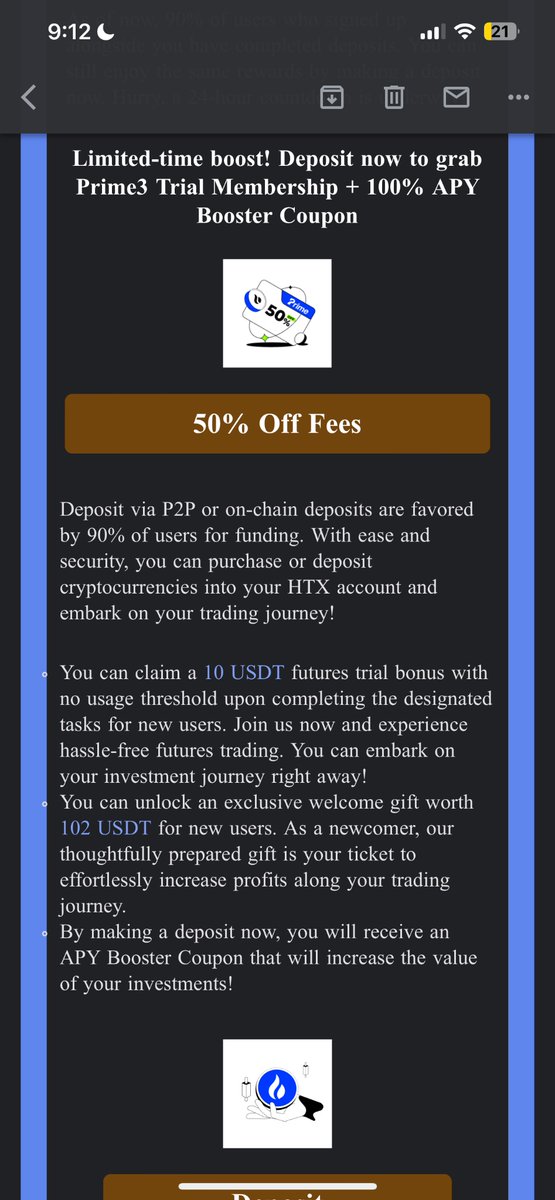 9:12
21
now, 90% of users who signed up
alongside you have completed deposits. You can
still enjoy the same rewards by making a deposit
now. Hurry, a 24-hour countdown is
Limited-time boost! Deposit now to grab
Prime3 Trial Membership + 100% APY
Booster Coupon
Prime
50%
50% Off Fees
Deposit via P2P or on-chain deposits are favored
by 90% of users for funding. With ease and
security, you can purchase or deposit
cryptocurrencies into your HTX account and
embark on your trading journey!
You can claim a 10 USDT futures trial bonus with
no usage threshold upon completing the designated
tasks for new users. Join us now and experience
hassle-free futures trading. You can embark on
your investment journey right away!
You can unlock an exclusive welcome gift worth
102 USDT for new users. As a newcomer, our
thoughtfully prepared gift is your ticket to
effortlessly increase profits along your trading
journey.
By making a deposit now, you will receive an
APY Booster Coupon that will increase the value
of your investments!
Deposit